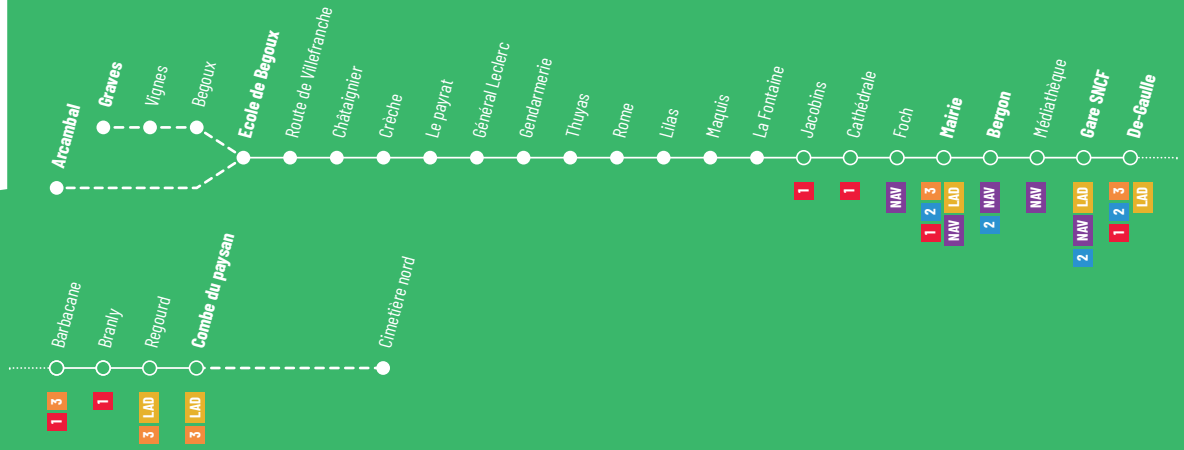 Arcambal
Graves
Vignes
Begoux
Ecole de Begoux
Route de Villefranche
Châtaignier
Crèche
Le payrat
Général Leclerc
Gendarmerie
Thuyas
Rome
Lilas
Maquis
La Fontaine
Jacobins
Cathédrale
Foch
Mairie
Bergon
Médiathèque
Gare SNCF
De-Gaulle
1
1
NAV
1 2 3
NAV LAD
2 NAV
NAV
2 NAV LAD
1 2 3
LAD
Barbacane
Branly
Regourd
Combe du paysan
Cimetière nord
1 3
1
3 LAD
3 LAD